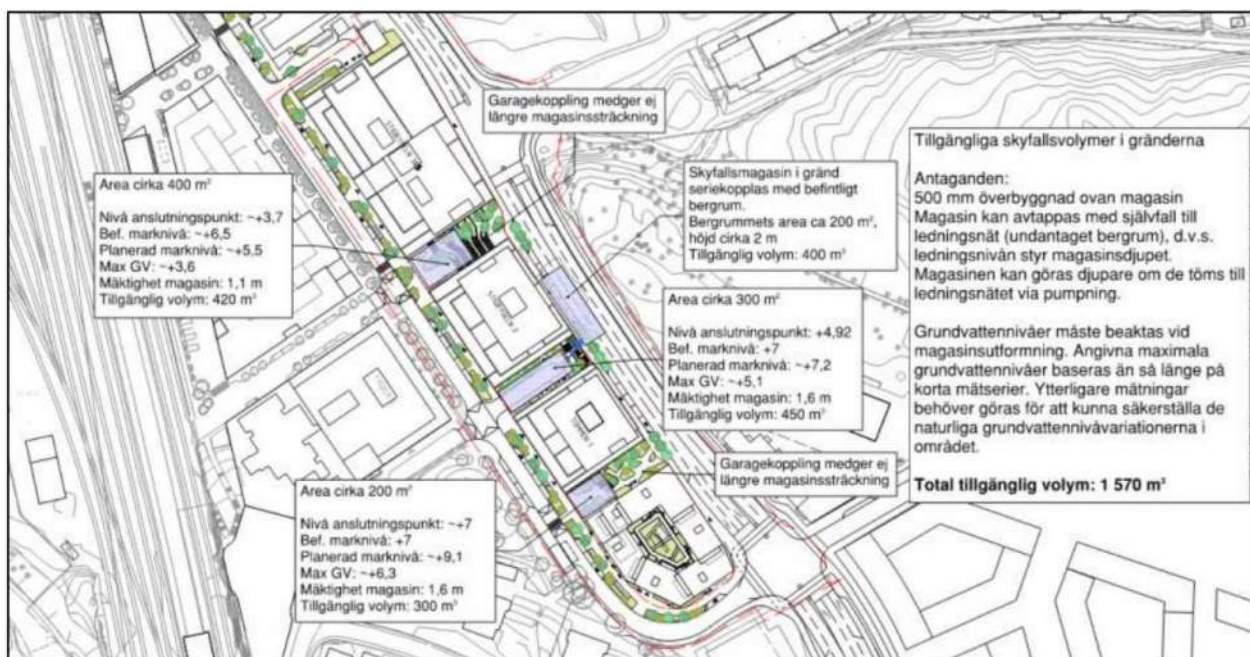 Garagekoppling medger ej
längre magasinssträckning
Area cirka 400 m²
Nivå anslutningspunkt: ~+3,7
Bef. marknivå: ~+6,5
Planerad marknivå: ~+5,5
Max GV: ~+3,6
Mäktighet magasin: 1,1 m
Tillgänglig volym: 420 m³
Skyfallsmagasin i gränd
seriekopplas med befintligt
bergrum.
Bergrummets area ca 200 m²,
höjd cirka 2 m
Tillgänglig volym: 400 m³
Area cirka 300 m²
Nivå anslutningspunkt: +4,92
Bef. marknivå: +7
Planerad marknivå: ~+7,2
Max GV: ~+5,1
Mäktighet magasin: 1,6 m
Tillgänglig volym: 450 m³
Garagekoppling medger ej
längre magasinssträckning
Area cirka 200 m²
Nivå anslutningspunkt: ~+7
Bef. marknivå: +7
Planerad marknivå: ~+9,1
Max GV: ~+6,3
Mäktighet magasin: 1,6 m
Tillgänglig volym: 300 m³
Tillgängliga skyfallsvolymer i gränderna
Antaganden:
500 mm överbyggnad ovan magasin
Magasin kan avtappas med självfall till
ledningsnät (undantaget bergrum), d.v.s.
ledningsnivån styr magasinsdjupet.
Magasinen kan göras djupare om de töms till
ledningsnätet via pumpning.
Grundvattennivåer måste beaktas vid
magasinsutformning. Angivna maximala
grundvattennivåer baseras än så länge på
korta mätserier. Ytterligare mätningar
behöver göras för att kunna säkerställa de
naturliga grundvattennivåvariationerna i
området.
Total tillgänglig volym: 1 570 m³